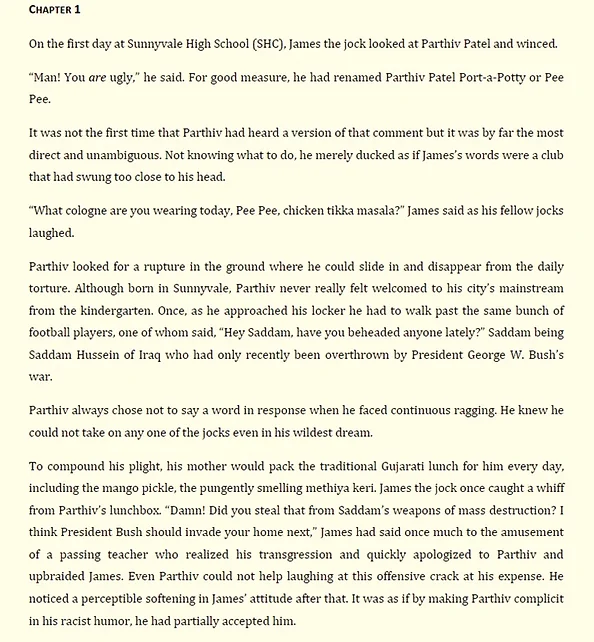 CHAPTER 1
On the first day at Sunnyvale High School (SHC), James the jock looked at Parthiv Patel and winced.
“Man! You are ugly,” he said. For good measure, he had renamed Parthiv Patel Port-a-Potty or Pee
Pee.
It was not the first time that Parthiv had heard a version of that comment but it was by far the most
direct and unambiguous. Not knowing what to do, he merely ducked as if James’s words were a club
that had swung too close to his head.
“What cologne are you wearing today, Pee Pee, chicken tikka masala?” James said as his fellow jocks
laughed.
Parthiv looked for a rupture in the ground where he could slide in and disappear from the daily
torture. Although born in Sunnyvale, Parthiv never really felt welcomed to his city’s mainstream
from the kindergarten. Once, as he approached his locker he had to walk past the same bunch of
football players, one of whom said, “Hey Saddam, have you beheaded anyone lately?” Saddam being
Saddam Hussein of Iraq who had only recently been overthrown by President George W. Bush’s
war.
Parthiv always chose not to say a word in response when he faced continuous ragging. He knew he
could not take on any one of the jocks even in his wildest dream.
To compound his plight, his mother would pack the traditional Gujarati lunch for him every day,
including the mango pickle, the pungently smelling methiya keri. James the jock once caught a whiff
from Parthiv’s lunchbox. “Damn! Did you steal that from Saddam’s weapons of mass destruction? I
think President Bush should invade your home next,” James had said once much to the amusement
of a passing teacher who realized his transgression and quickly apologized to Parthiv and
upbraided James. Even Parthiv could not help laughing at this offensive crack at his expense. He
noticed a perceptible softening in James’ attitude after that. It was as if by making Parthiv complicit
in his racist humor, he had partially accepted him.